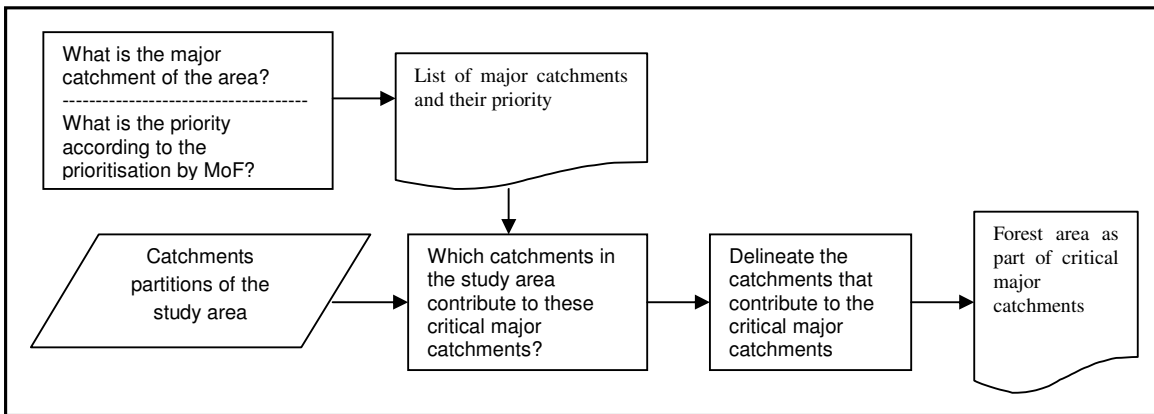 What is the major
catchment of the area?
-------------------------------------
What is the priority
according to the
prioritisation by MoF?
List of major catchments
and their priority
Catchments
partitions of the
study area
Which catchments in
the study area
contribute to these
critical major
catchments?
Delineate the
catchments that
contribute to the
critical major
catchments
Forest area as
part of critical
major
catchments